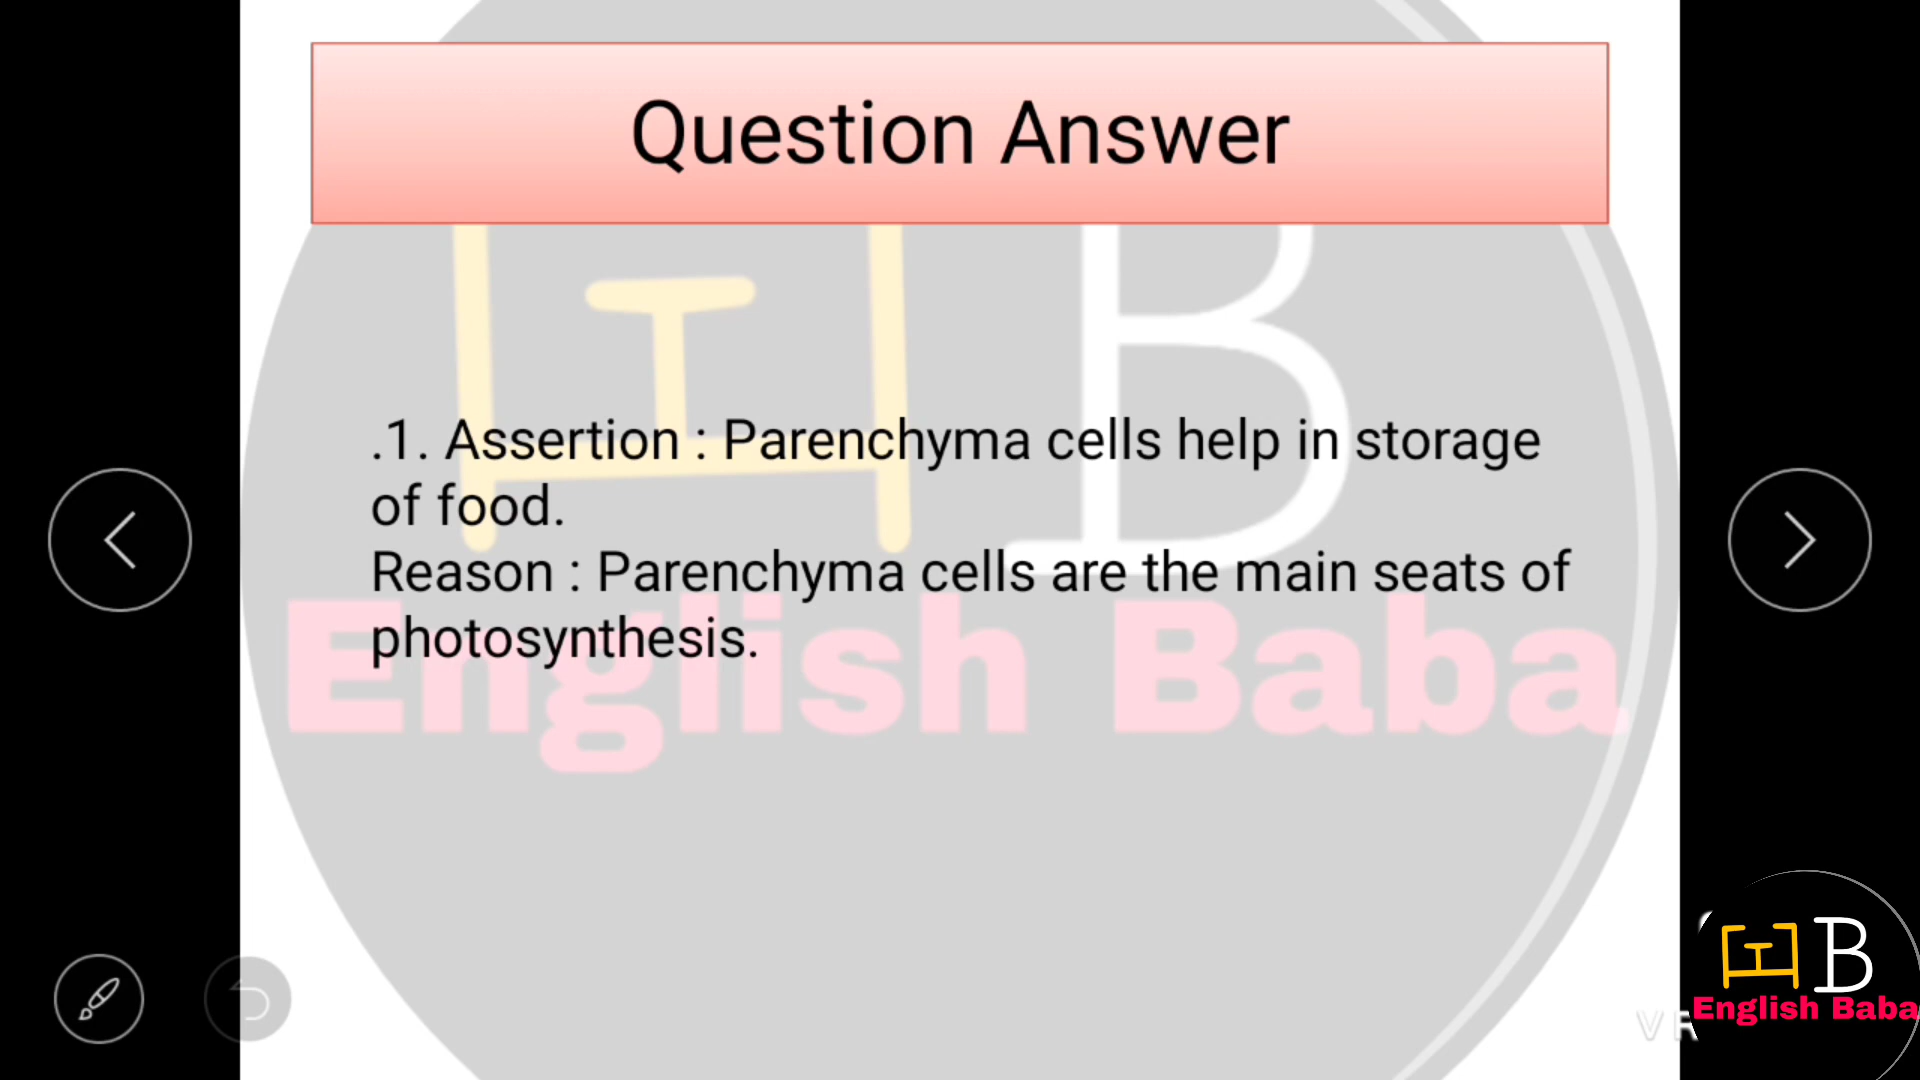 Question Answer
.1. Assertion : Parenchyma cells help in storage
of food.
Reason : Parenchyma cells are the main seats of
photosynthesis.
B
English Baba
B
English Baba
VR